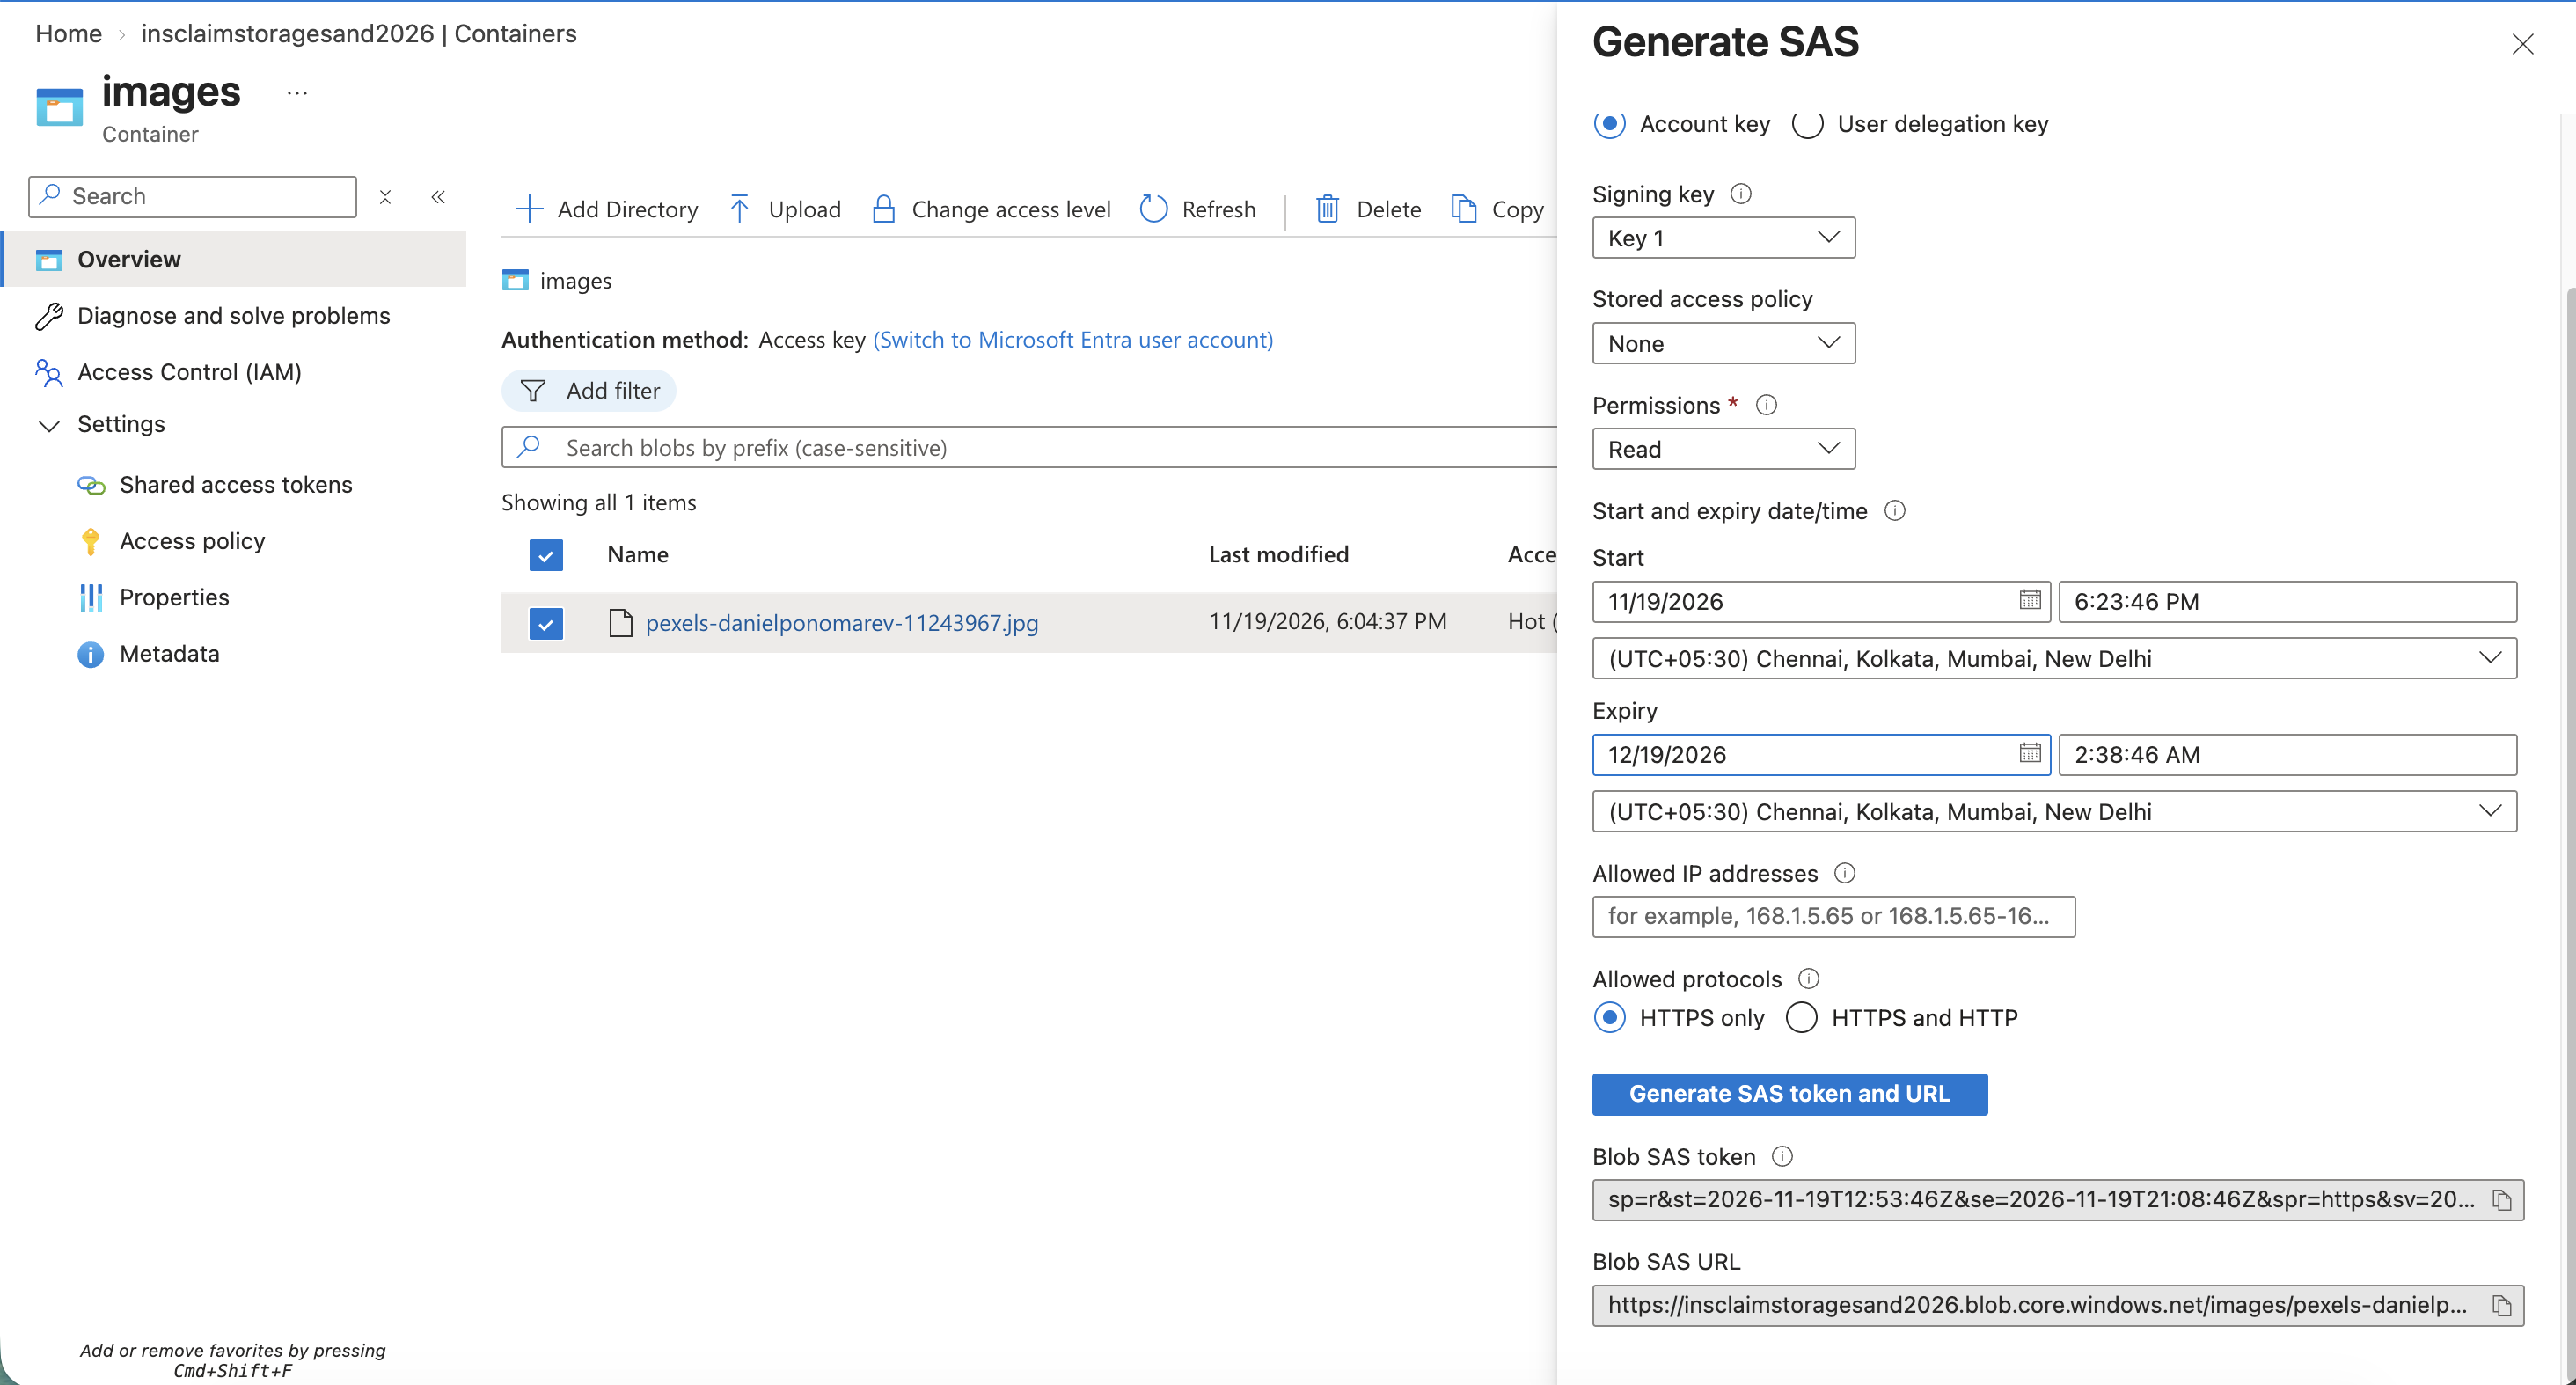 Home > insclaimstoragesand2026 | Containers
images ...
Container
Search
Overview
Diagnose and solve problems
Access Control (IAM)
Settings
Shared access tokens
Access policy
Properties
Metadata
Add or remove favorites by pressing
Cmd+Shift+F
Add Directory Upload Change access level Refresh Delete Copy
images
Authentication method: Access key (Switch to Microsoft Entra user account)
Add filter
Search blobs by prefix (case-sensitive)
Showing all 1 items
Name Last modified Acce
pexels-danielponomarev-11243967.jpg 11/19/2026, 6:04:37 PM Hot (
Generate SAS
Account key User delegation key
Signing key
Key 1
Stored access policy
None
Permissions *
Read
Start and expiry date/time
Start
11/19/2026 6:23:46 PM
(UTC+05:30) Chennai, Kolkata, Mumbai, New Delhi
Expiry
12/19/2026 2:38:46 AM
(UTC+05:30) Chennai, Kolkata, Mumbai, New Delhi
Allowed IP addresses
for example, 168.1.5.65 or 168.1.5.65-16...
Allowed protocols
HTTPS only HTTPS and HTTP
Generate SAS token and URL
Blob SAS token
sp=r&st=2026-11-19T12:53:46Z&se=2026-11-19T21:08:46Z&spr=https&sv=20...
Blob SAS URL
https://insclaimstoragesand2026.blob.core.windows.net/images/pexels-danielp...